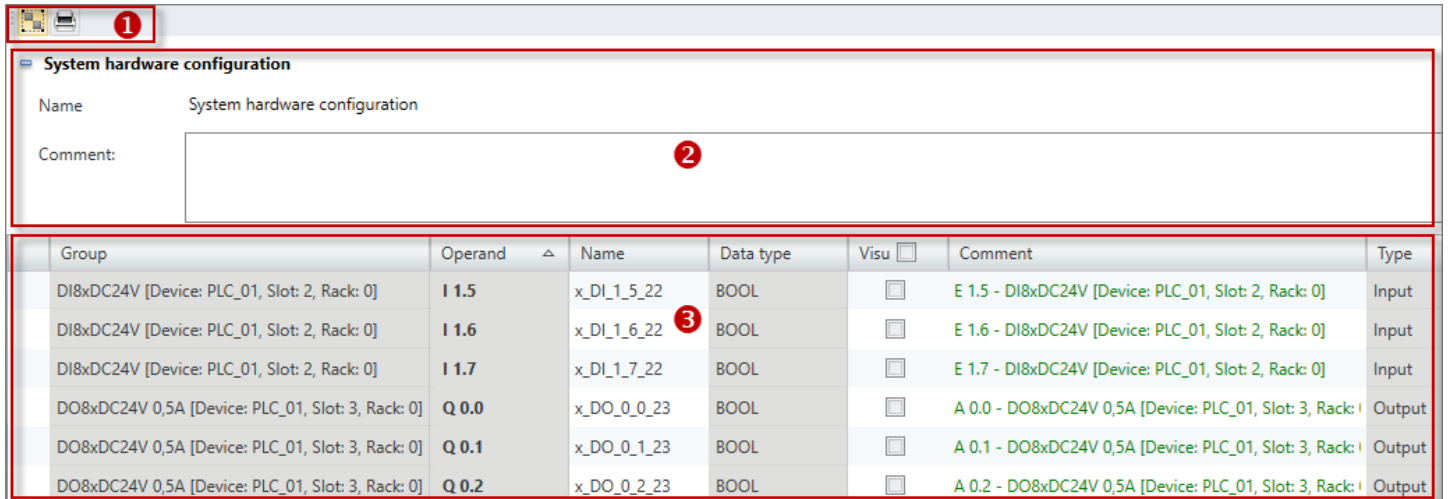 1
System hardware configuration
Name System hardware configuration
Comment:
2
Group Operand Name Data type Visu Comment Type
DI8xDC24V [Device: PLC_01, Slot: 2, Rack: 0] I 1.5 x_DI_1_5_22 BOOL E 1.5 - DI8xDC24V [Device: PLC_01, Slot: 2, Rack: 0] Input
DI8xDC24V [Device: PLC_01, Slot: 2, Rack: 0] I 1.6 x_DI_1_6_22 3 BOOL E 1.6 - DI8xDC24V [Device: PLC_01, Slot: 2, Rack: 0] Input
DI8xDC24V [Device: PLC_01, Slot: 2, Rack: 0] I 1.7 x_DI_1_7_22 BOOL E 1.7 - DI8xDC24V [Device: PLC_01, Slot: 2, Rack: 0] Input
DO8xDC24V 0,5A [Device: PLC_01, Slot: 3, Rack: 0] Q 0.0 x_DO_0_0_23 BOOL A 0.0 - DO8xDC24V 0,5A [Device: PLC_01, Slot: 3, Rack: Output
DO8xDC24V 0,5A [Device: PLC_01, Slot: 3, Rack: 0] Q 0.1 x_DO_0_1_23 BOOL A 0.1 - DO8xDC24V 0,5A [Device: PLC_01, Slot: 3, Rack: Output
DO8xDC24V 0,5A [Device: PLC_01, Slot: 3, Rack: 0] Q 0.2 x_DO_0_2_23 BOOL A 0.2 - DO8xDC24V 0,5A [Device: PLC_01, Slot: 3, Rack: Output